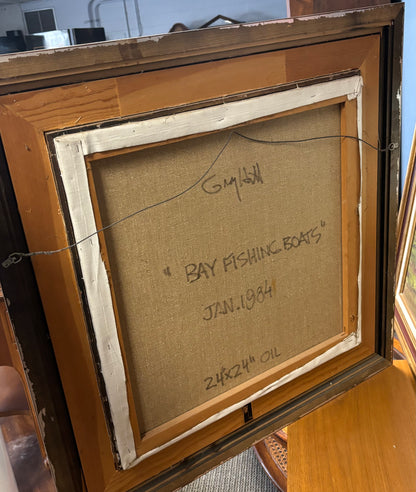 "BAY FISHING BOATS"
JAN. 1984
24x24" OIL